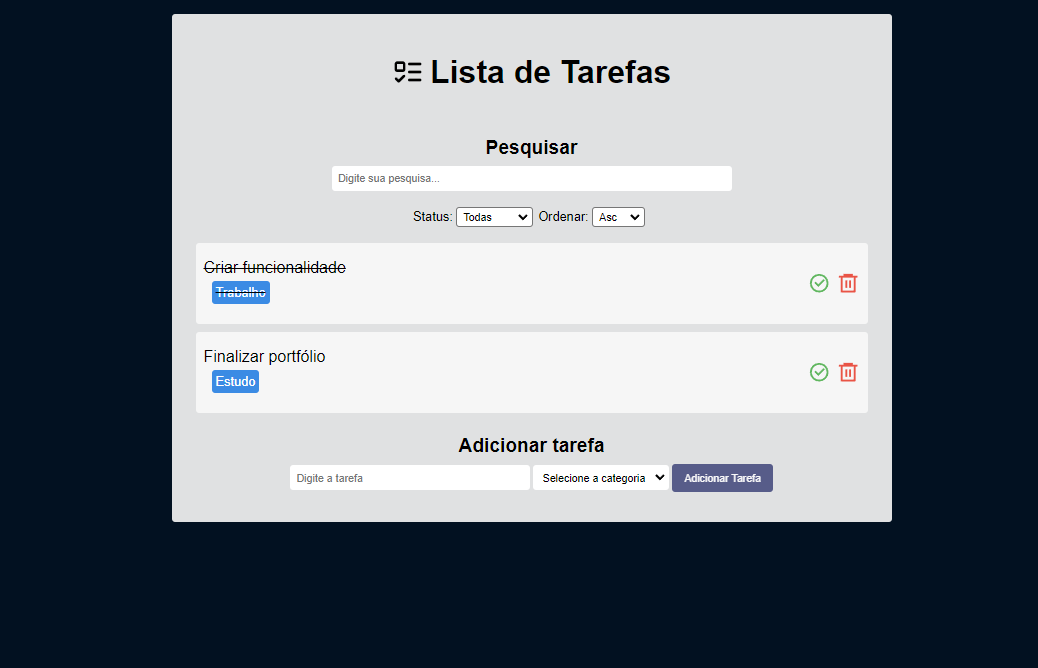 Lista de Tarefas
Pesquisar
Digite sua pesquisa...
Status: Todas Ordenar: Asc
Criar funcionalidade
Trabalho
Finalizar portfólio
Estudo
Adicionar tarefa
Digite a tarefa Selecione a categoria Adicionar Tarefa